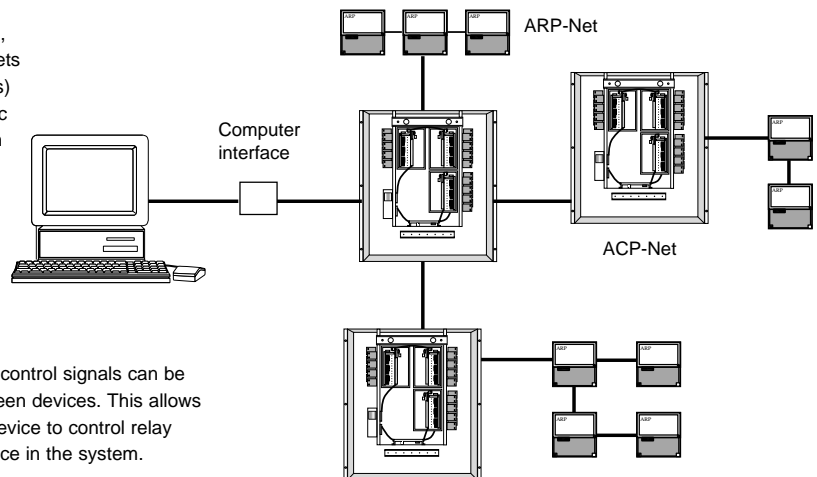 ARP ARP ARP
ARP-Net
,
ets
s)
c
Computer
interface
ARP
ARP
ACP-Net
control signals can be
een devices. This allows
evice to control relay
ce in the system.
ARP ARP
ARP ARP